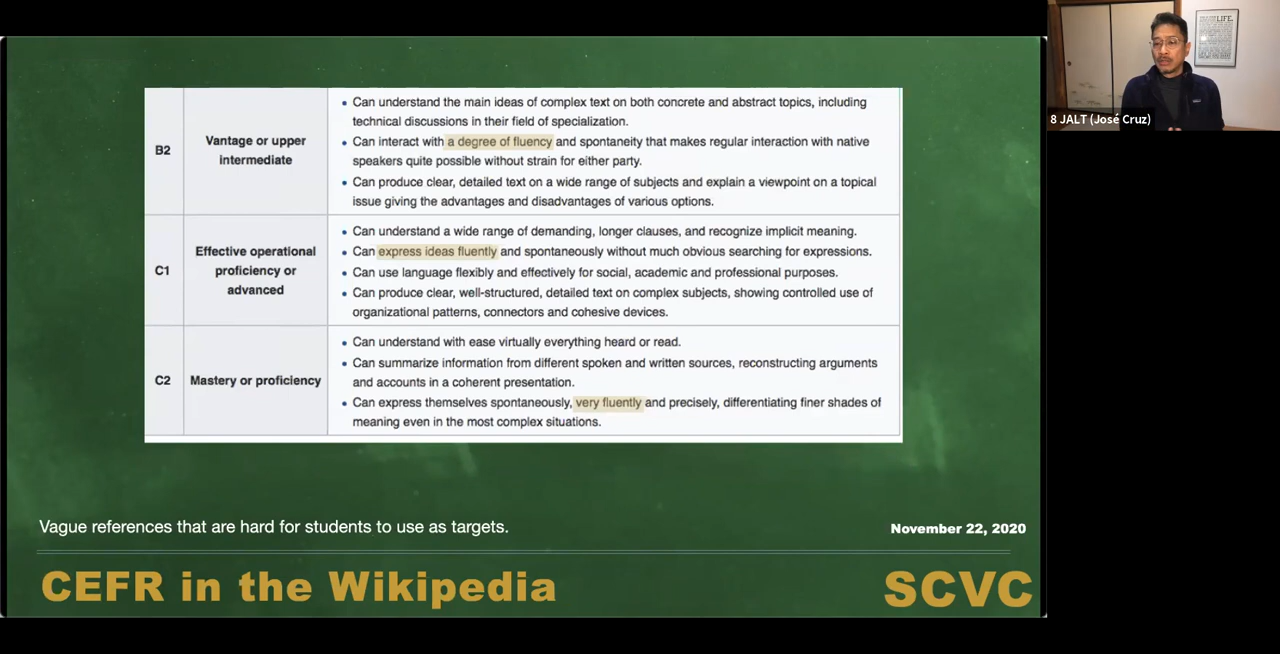 B2
Vantage or upper
intermediate
• Can understand the main ideas of complex text on both concrete and abstract topics, including
technical discussions in their field of specialization.
• Can interact with a degree of fluency and spontaneity that makes regular interaction with native
speakers quite possible without strain for either party.
• Can produce clear, detailed text on a wide range of subjects and explain a viewpoint on a topical
issue giving the advantages and disadvantages of various options.
C1
Effective operational
proficiency or
advanced
• Can understand a wide range of demanding, longer clauses, and recognize implicit meaning.
• Can express ideas fluently and spontaneously without much obvious searching for expressions.
• Can use language flexibly and effectively for social, academic and professional purposes.
• Can produce clear, well-structured, detailed text on complex subjects, showing controlled use of
organizational patterns, connectors and cohesive devices.
C2
Mastery or proficiency
• Can understand with ease virtually everything heard or read.
• Can summarize information from different spoken and written sources, reconstructing arguments
and accounts in a coherent presentation.
• Can express themselves spontaneously, very fluently and precisely, differentiating finer shades of
meaning even in the most complex situations.
Vague references that are hard for students to use as targets.
November 22, 2020
CEFR in the Wikipedia
SCVC
LIFE.
8 JALT (José Cruz)